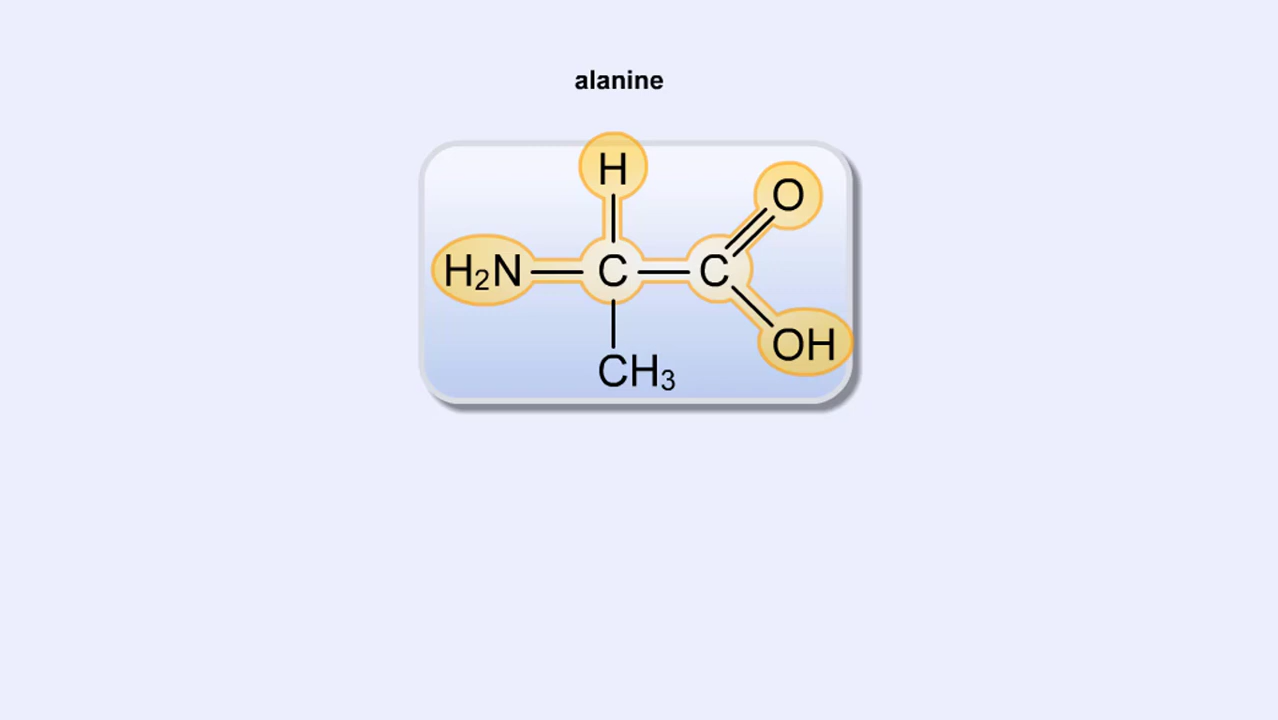 alanine
H
O
H₂N C C
OH
CH₃